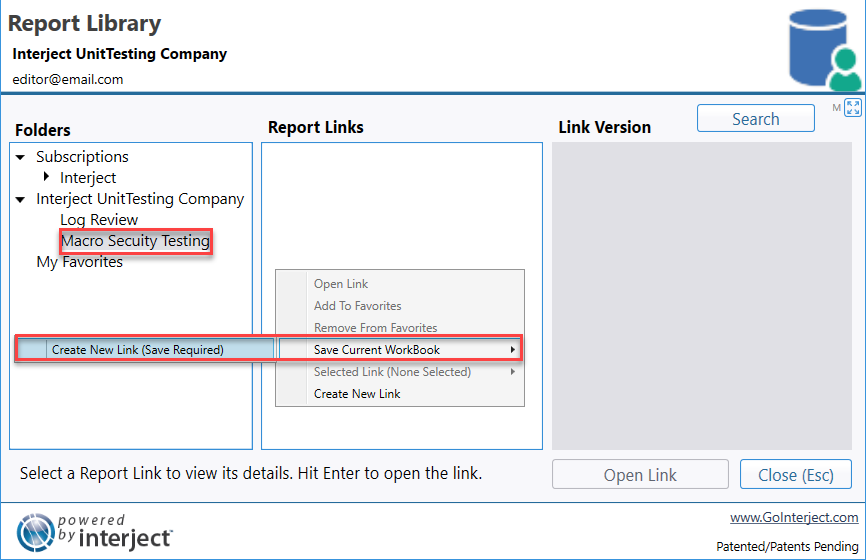 Report Library
Interject UnitTesting Company
editor@email.com
Search
M
Folders
Report Links
Link Version
Subscriptions
Interject
Interject UnitTesting Company
Log Review
Macro Secuity Testing
My Favorites
Open Link
Add To Favorites
Remove From Favorites
Create New Link (Save Required)
Save Current WorkBook
Selected Link (None Selected)
Create New Link
Select a Report Link to view its details. Hit Enter to open the link.
Open Link
Close (Esc)
powered
by interject™
www.GoInterject.com
Patented/Patents Pending